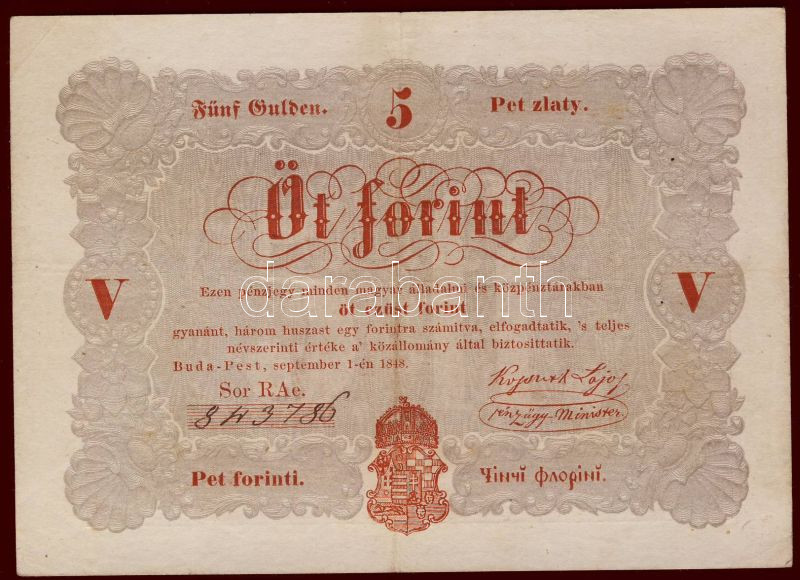 Fünf Gulden. 5 Pet zlaty.
Öt forint
V V
Ezen pénzjegy minden magyar álladalmi és közpénztárakban
öt ezüst forint
gyanánt, három huszast egy forintra számítva, elfogadtatik, 's teljes
névszerinti értéke a' közállomány által biztosittatik.
Buda-Pest, september 1-én 1848.
Sor RAe.
843786
Kossuth Lajos
pénzügy-Minister.
Pet forinti. Чінчї флорінї.
darabanth